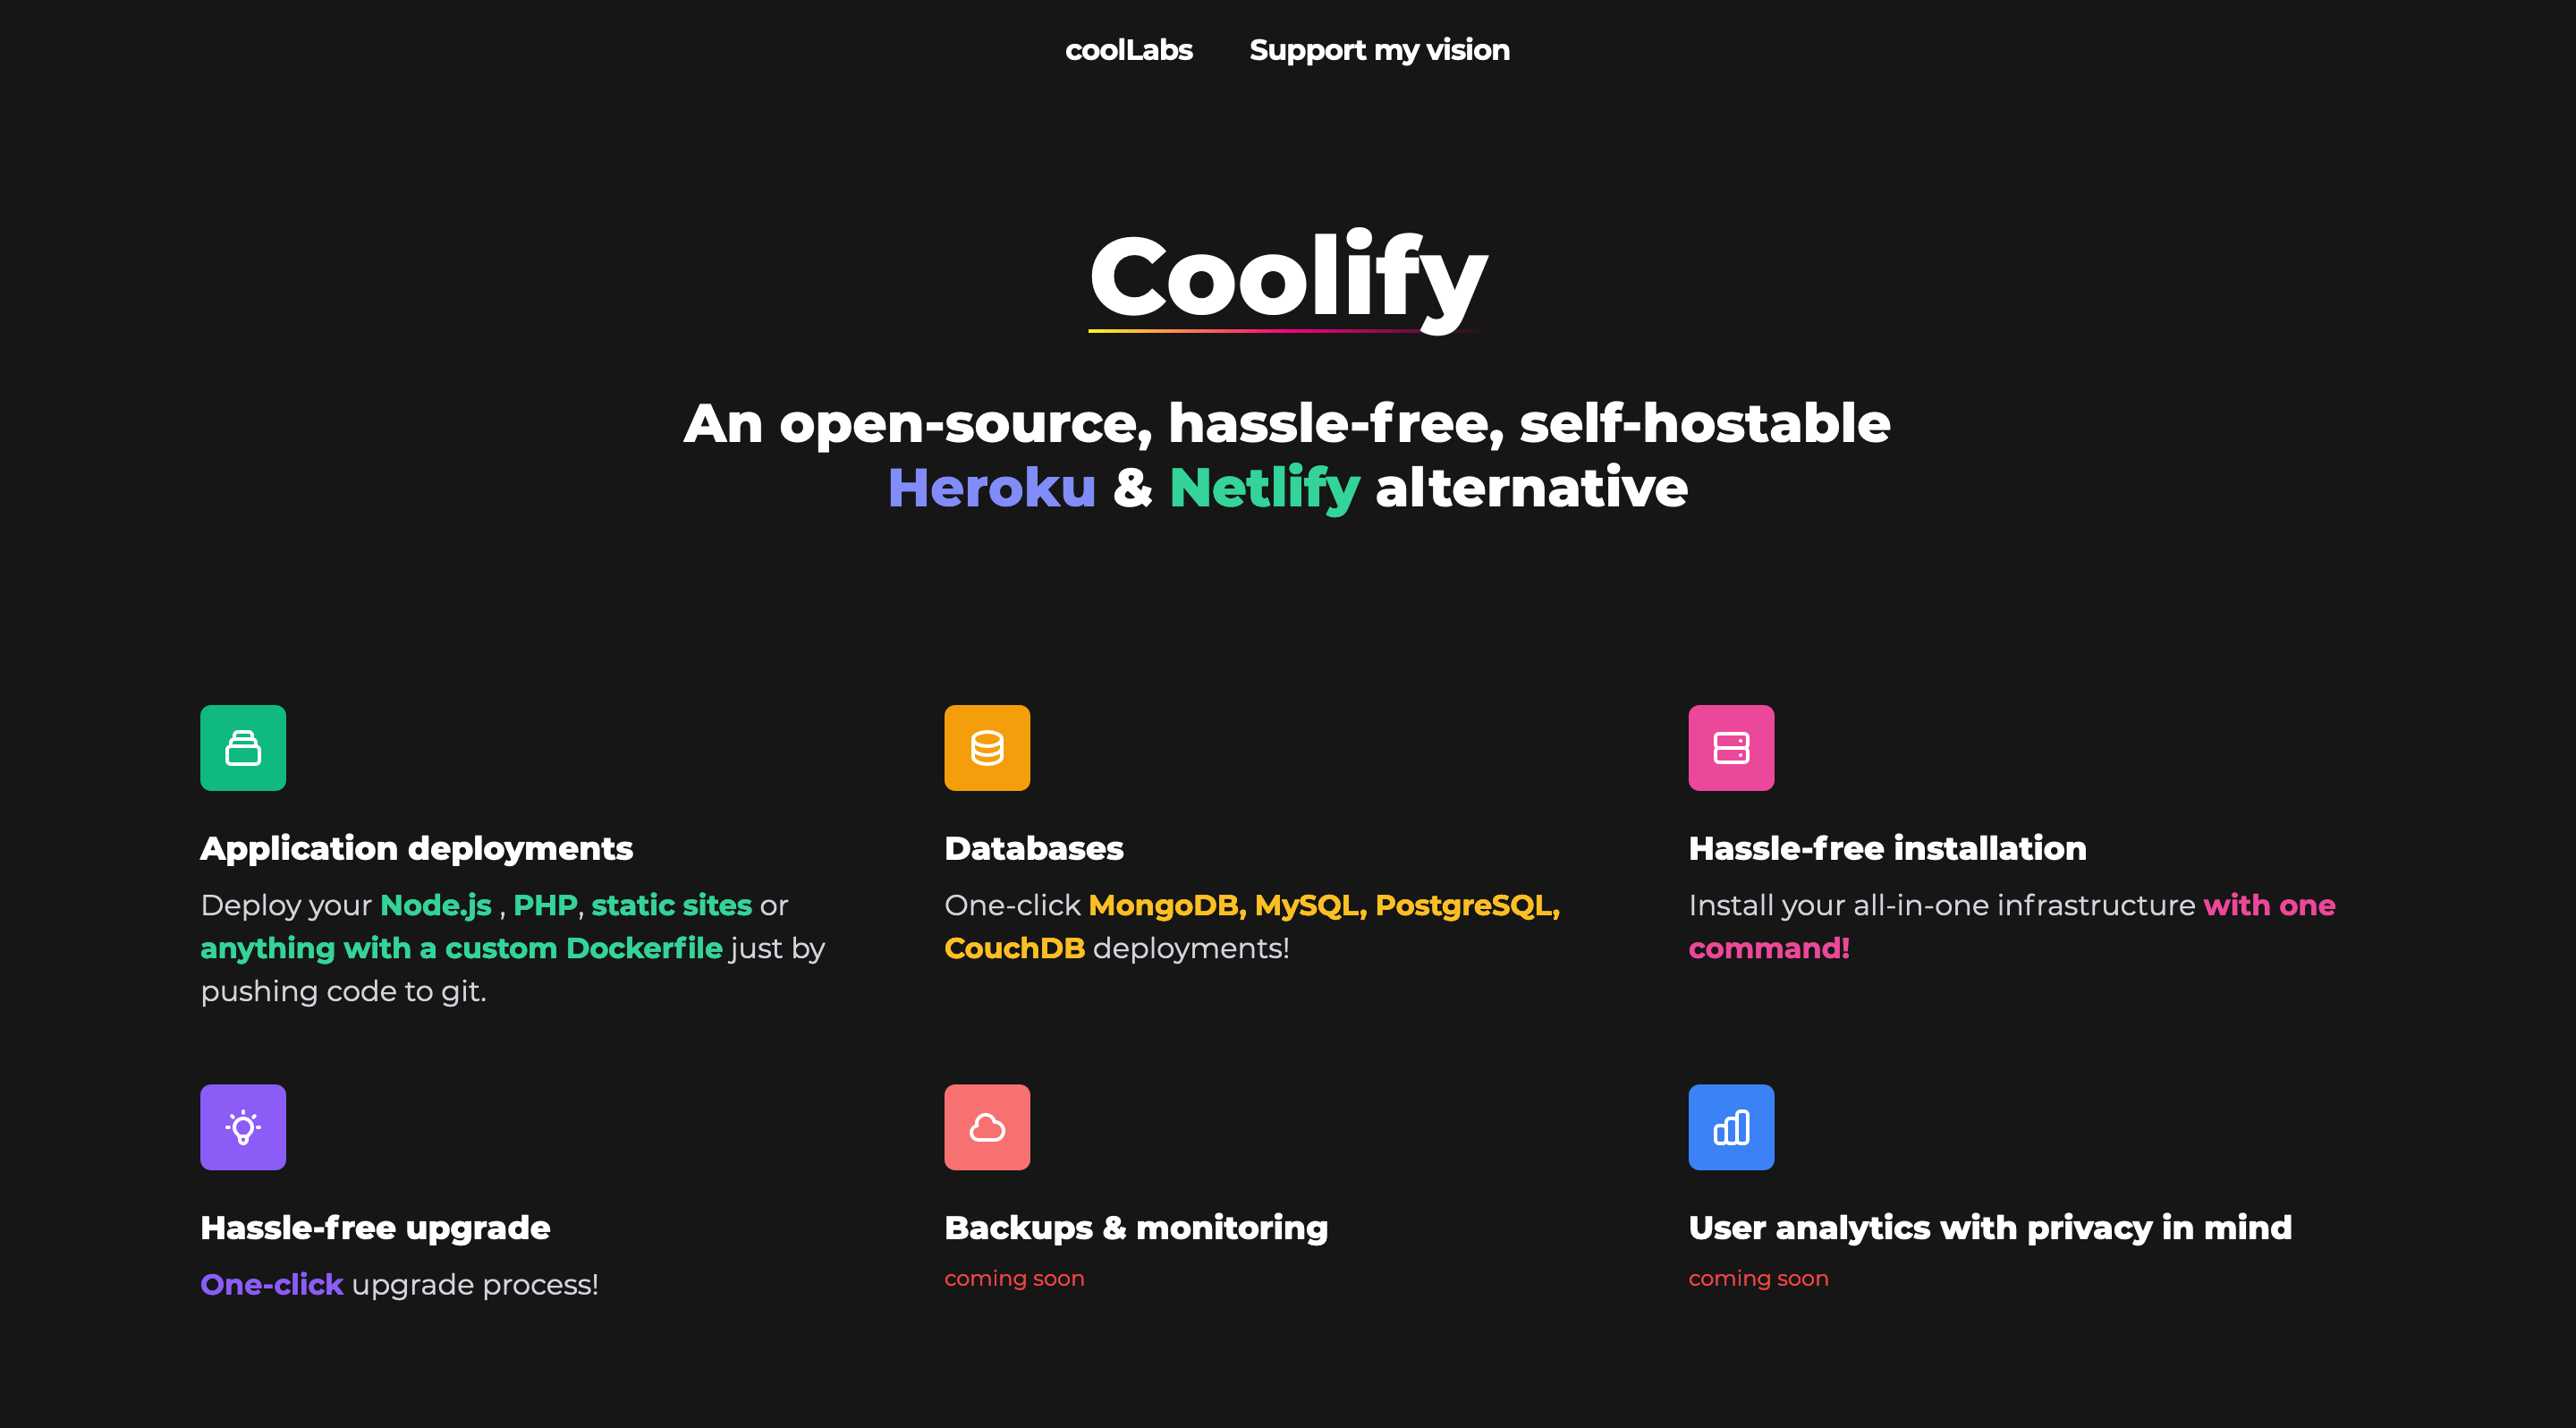 coolLabs
Support my vision
Coolify
An open-source, hassle-free, self-hostable
Heroku & Netlify alternative
Application deployments
Deploy your Node.js , PHP, static sites or
anything with a custom Dockerfile just by
pushing code to git.
Databases
One-click MongoDB, MySQL, PostgreSQL,
CouchDB deployments!
Hassle-free installation
Install your all-in-one infrastructure with one
command!
Hassle-free upgrade
One-click upgrade process!
Backups & monitoring
coming soon
User analytics with privacy in mind
coming soon